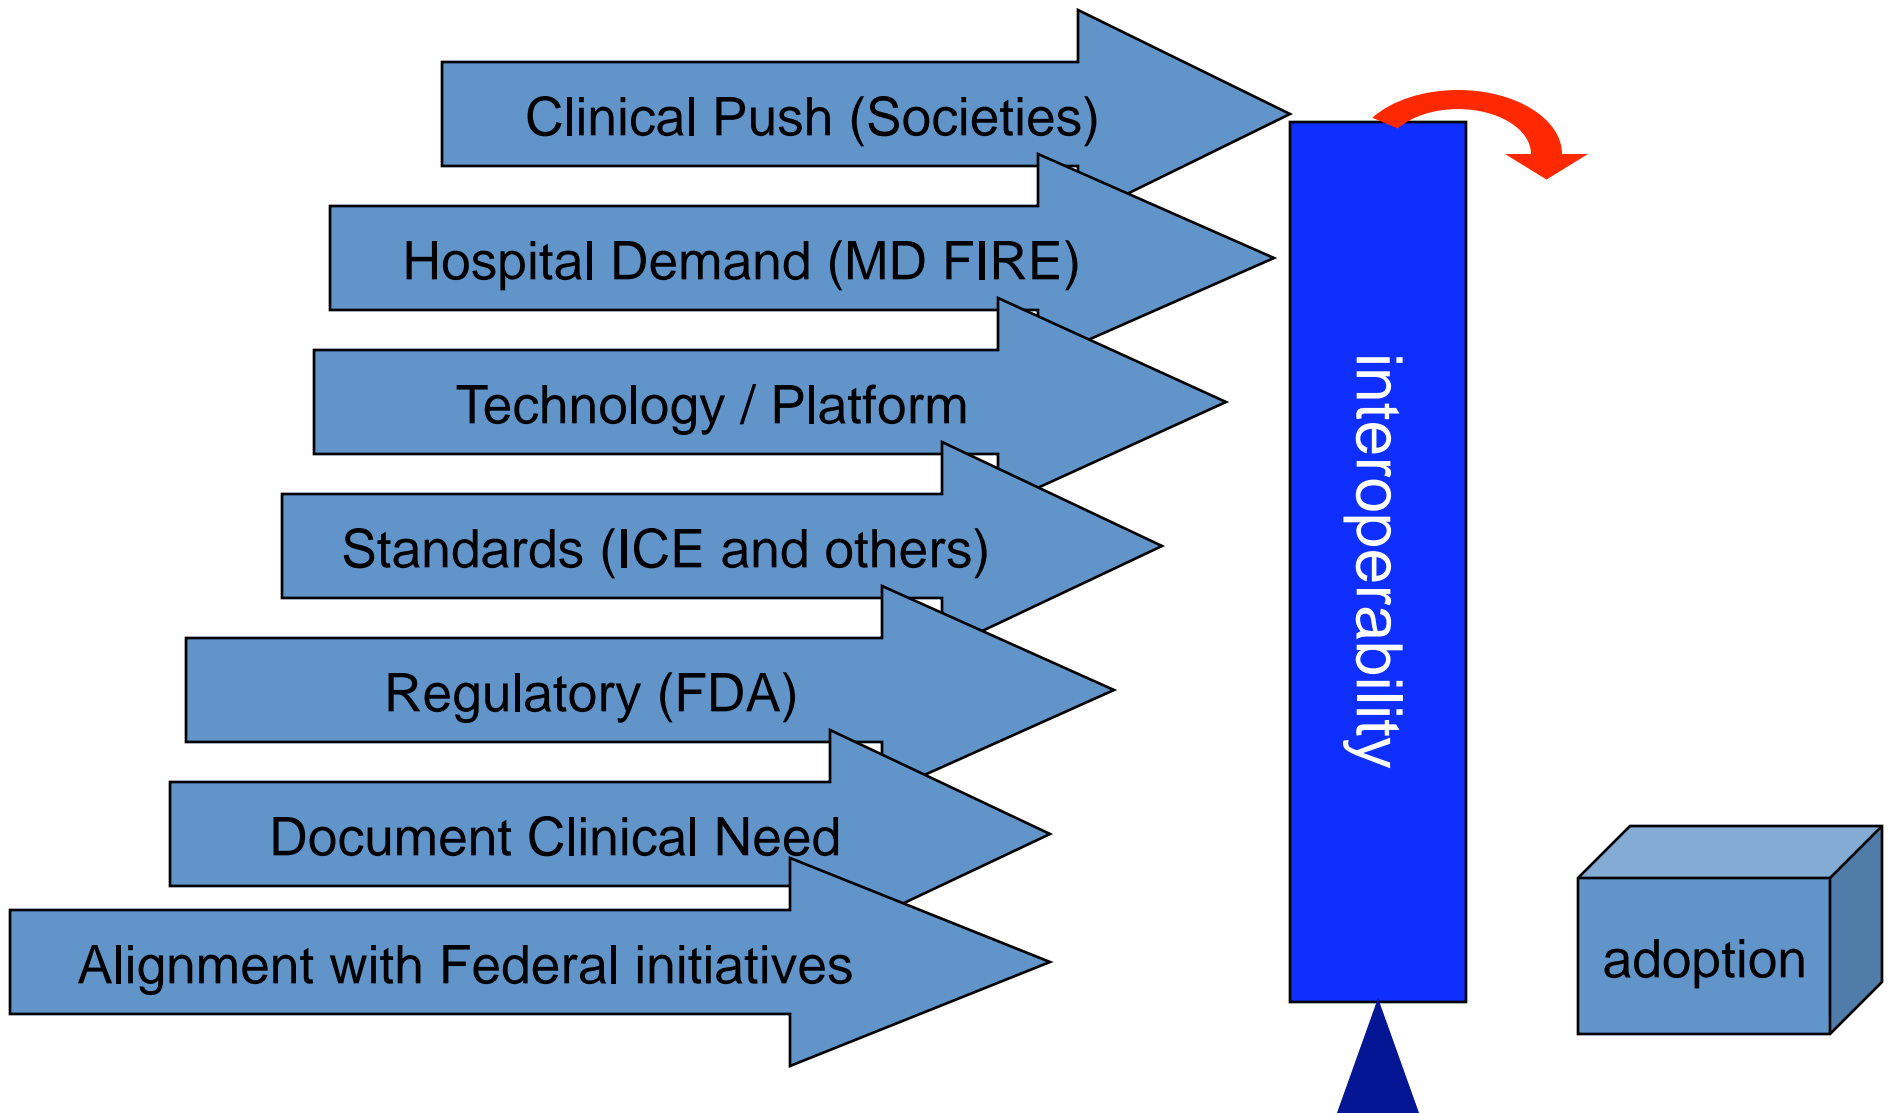 Clinical Push (Societies)
Hospital Demand (MD FIRE)
Technology / Platform
Standards (ICE and others)
Regulatory (FDA)
Document Clinical Need
Alignment with Federal initiatives
interoperability
adoption